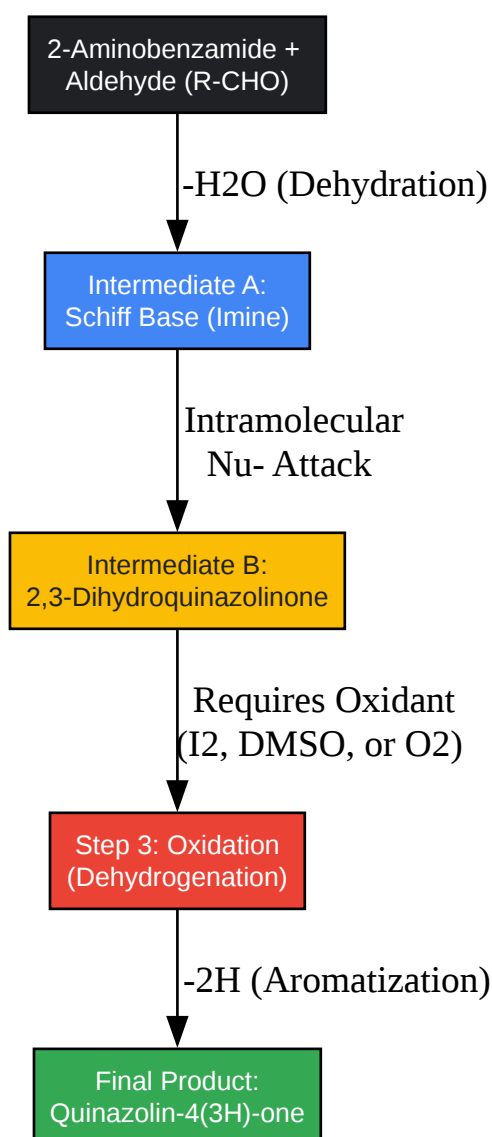 2-Aminobenzamide +
Aldehyde (R-CHO)
-H2O (Dehydration)
Intermediate A:
Schiff Base (Imine)
Intramolecular
Nu- Attack
Intermediate B:
2,3-Dihydroquinazolinone
Requires Oxidant
(I2, DMSO, or O2)
Step 3: Oxidation
(Dehydrogenation)
-2H (Aromatization)
Final Product:
Quinazolin-4(3H)-one